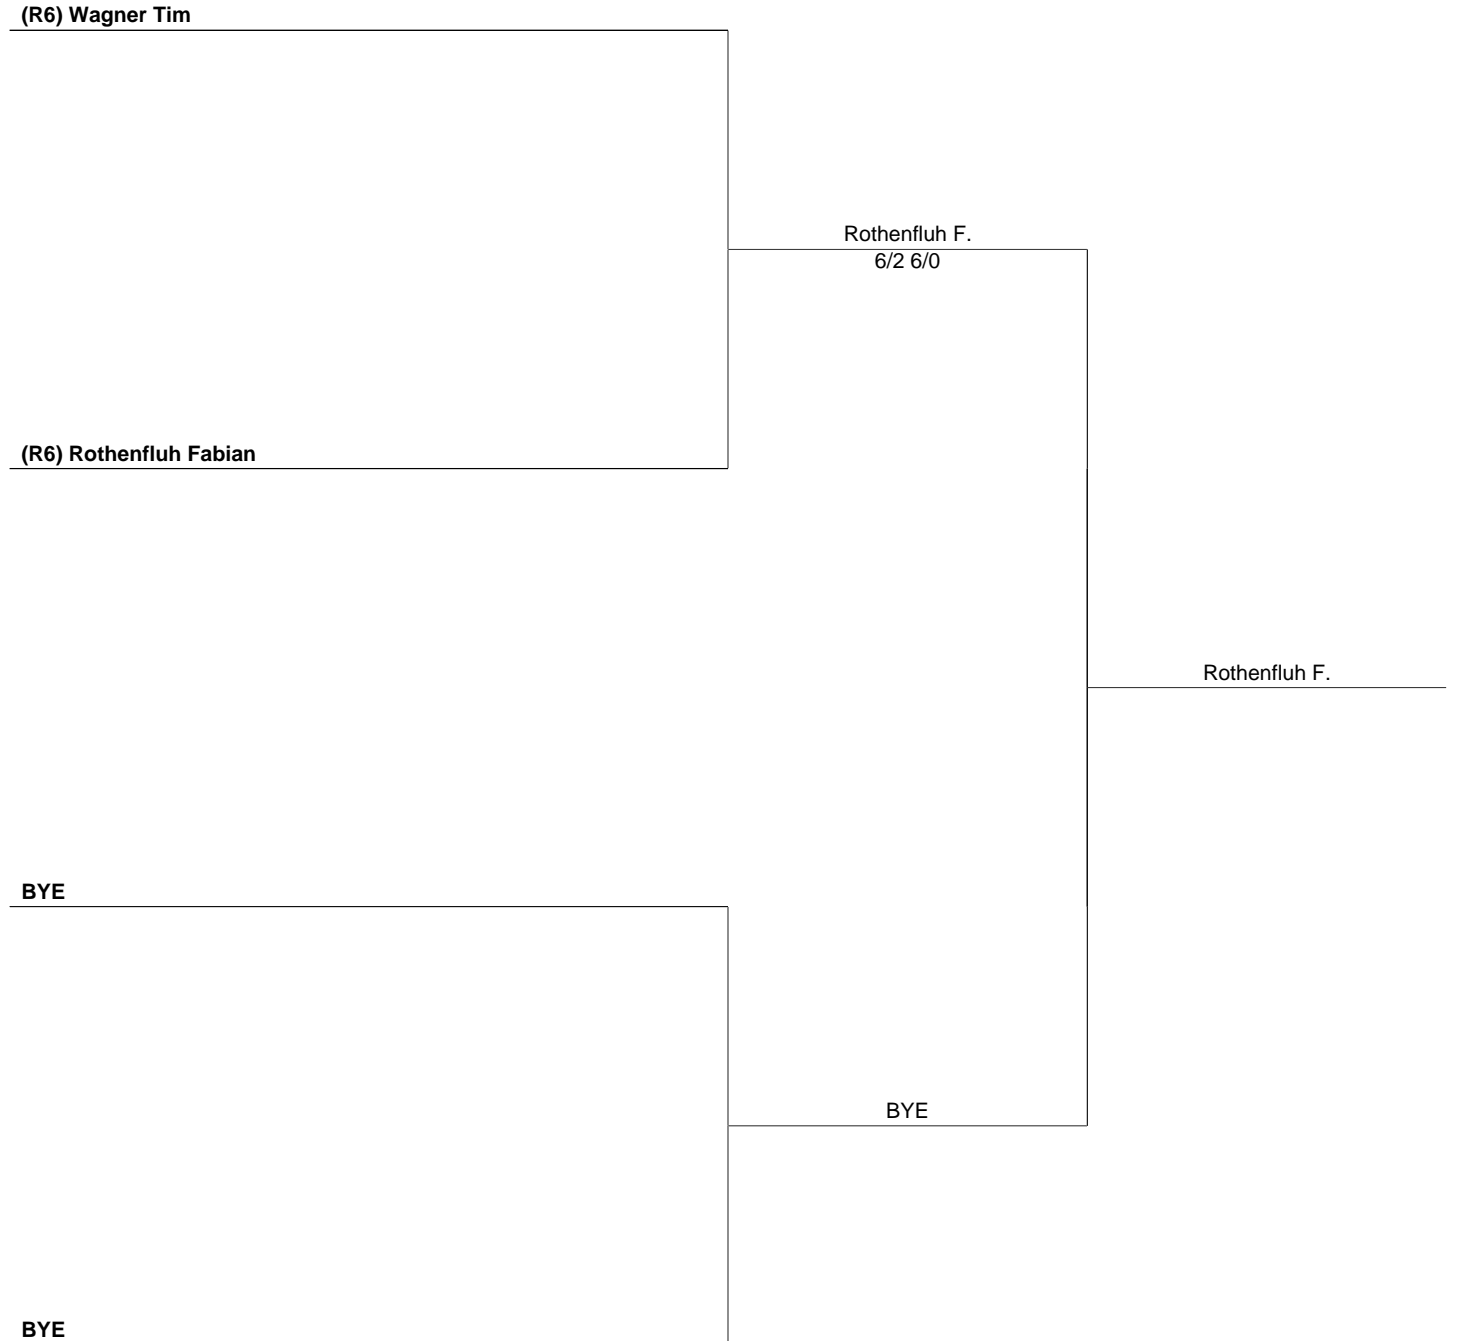 (R6) Wagner Tim
Rothenfluh F.
6/2 6/0
(R6) Rothenfluh Fabian
Rothenfluh F.
BYE
BYE
BYE